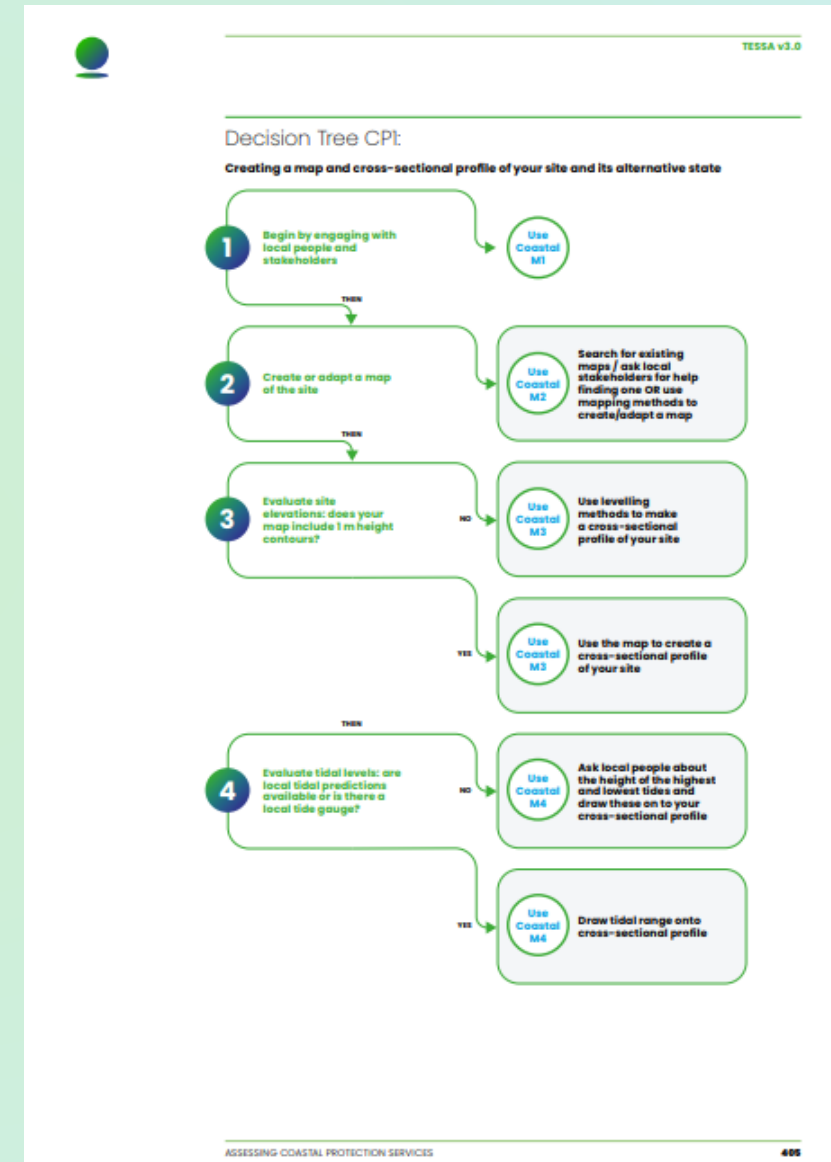 TESSA v3.0
Decision Tree CP1:
Creating a map and cross-sectional profile of your site and its alternative state
1
Begin by engaging with
local people and
stakeholders
Use
Coastal
M1
THEN
2
Create or adapt a map
of the site
Use
Coastal
M2
Search for existing
maps / ask local
stakeholders for help
finding one OR use
mapping methods to
create/adapt a map
THEN
3
Evaluate site
elevations: does your
map include 1 m height
contours?
NO
Use
Coastal
M3
Use levelling
methods to make
a cross-sectional
profile of your site
YES
Use
Coastal
M3
Use the map to create a
cross-sectional profile
of your site
THEN
4
Evaluate tidal levels: are
local tidal predictions
available or is there a
local tide gauge?
NO
Use
Coastal
M4
Ask local people about
the height of the highest
and lowest tides and
draw these on to your
cross-sectional profile
YES
Use
Coastal
M4
Draw tidal range onto
cross-sectional profile
ASSESSING COASTAL PROTECTION SERVICES
405